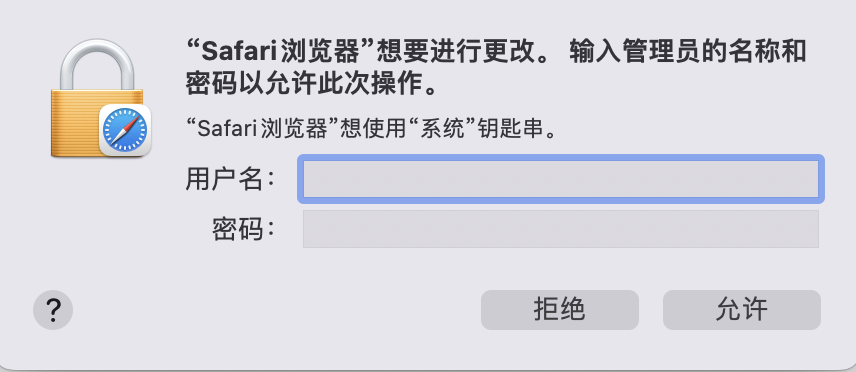 “Safari浏览器”想要进行更改。 输入管理员的名称和
密码以允许此次操作。
“Safari浏览器”想使用“系统”钥匙串。
用户名：
密码：
? 拒绝 允许